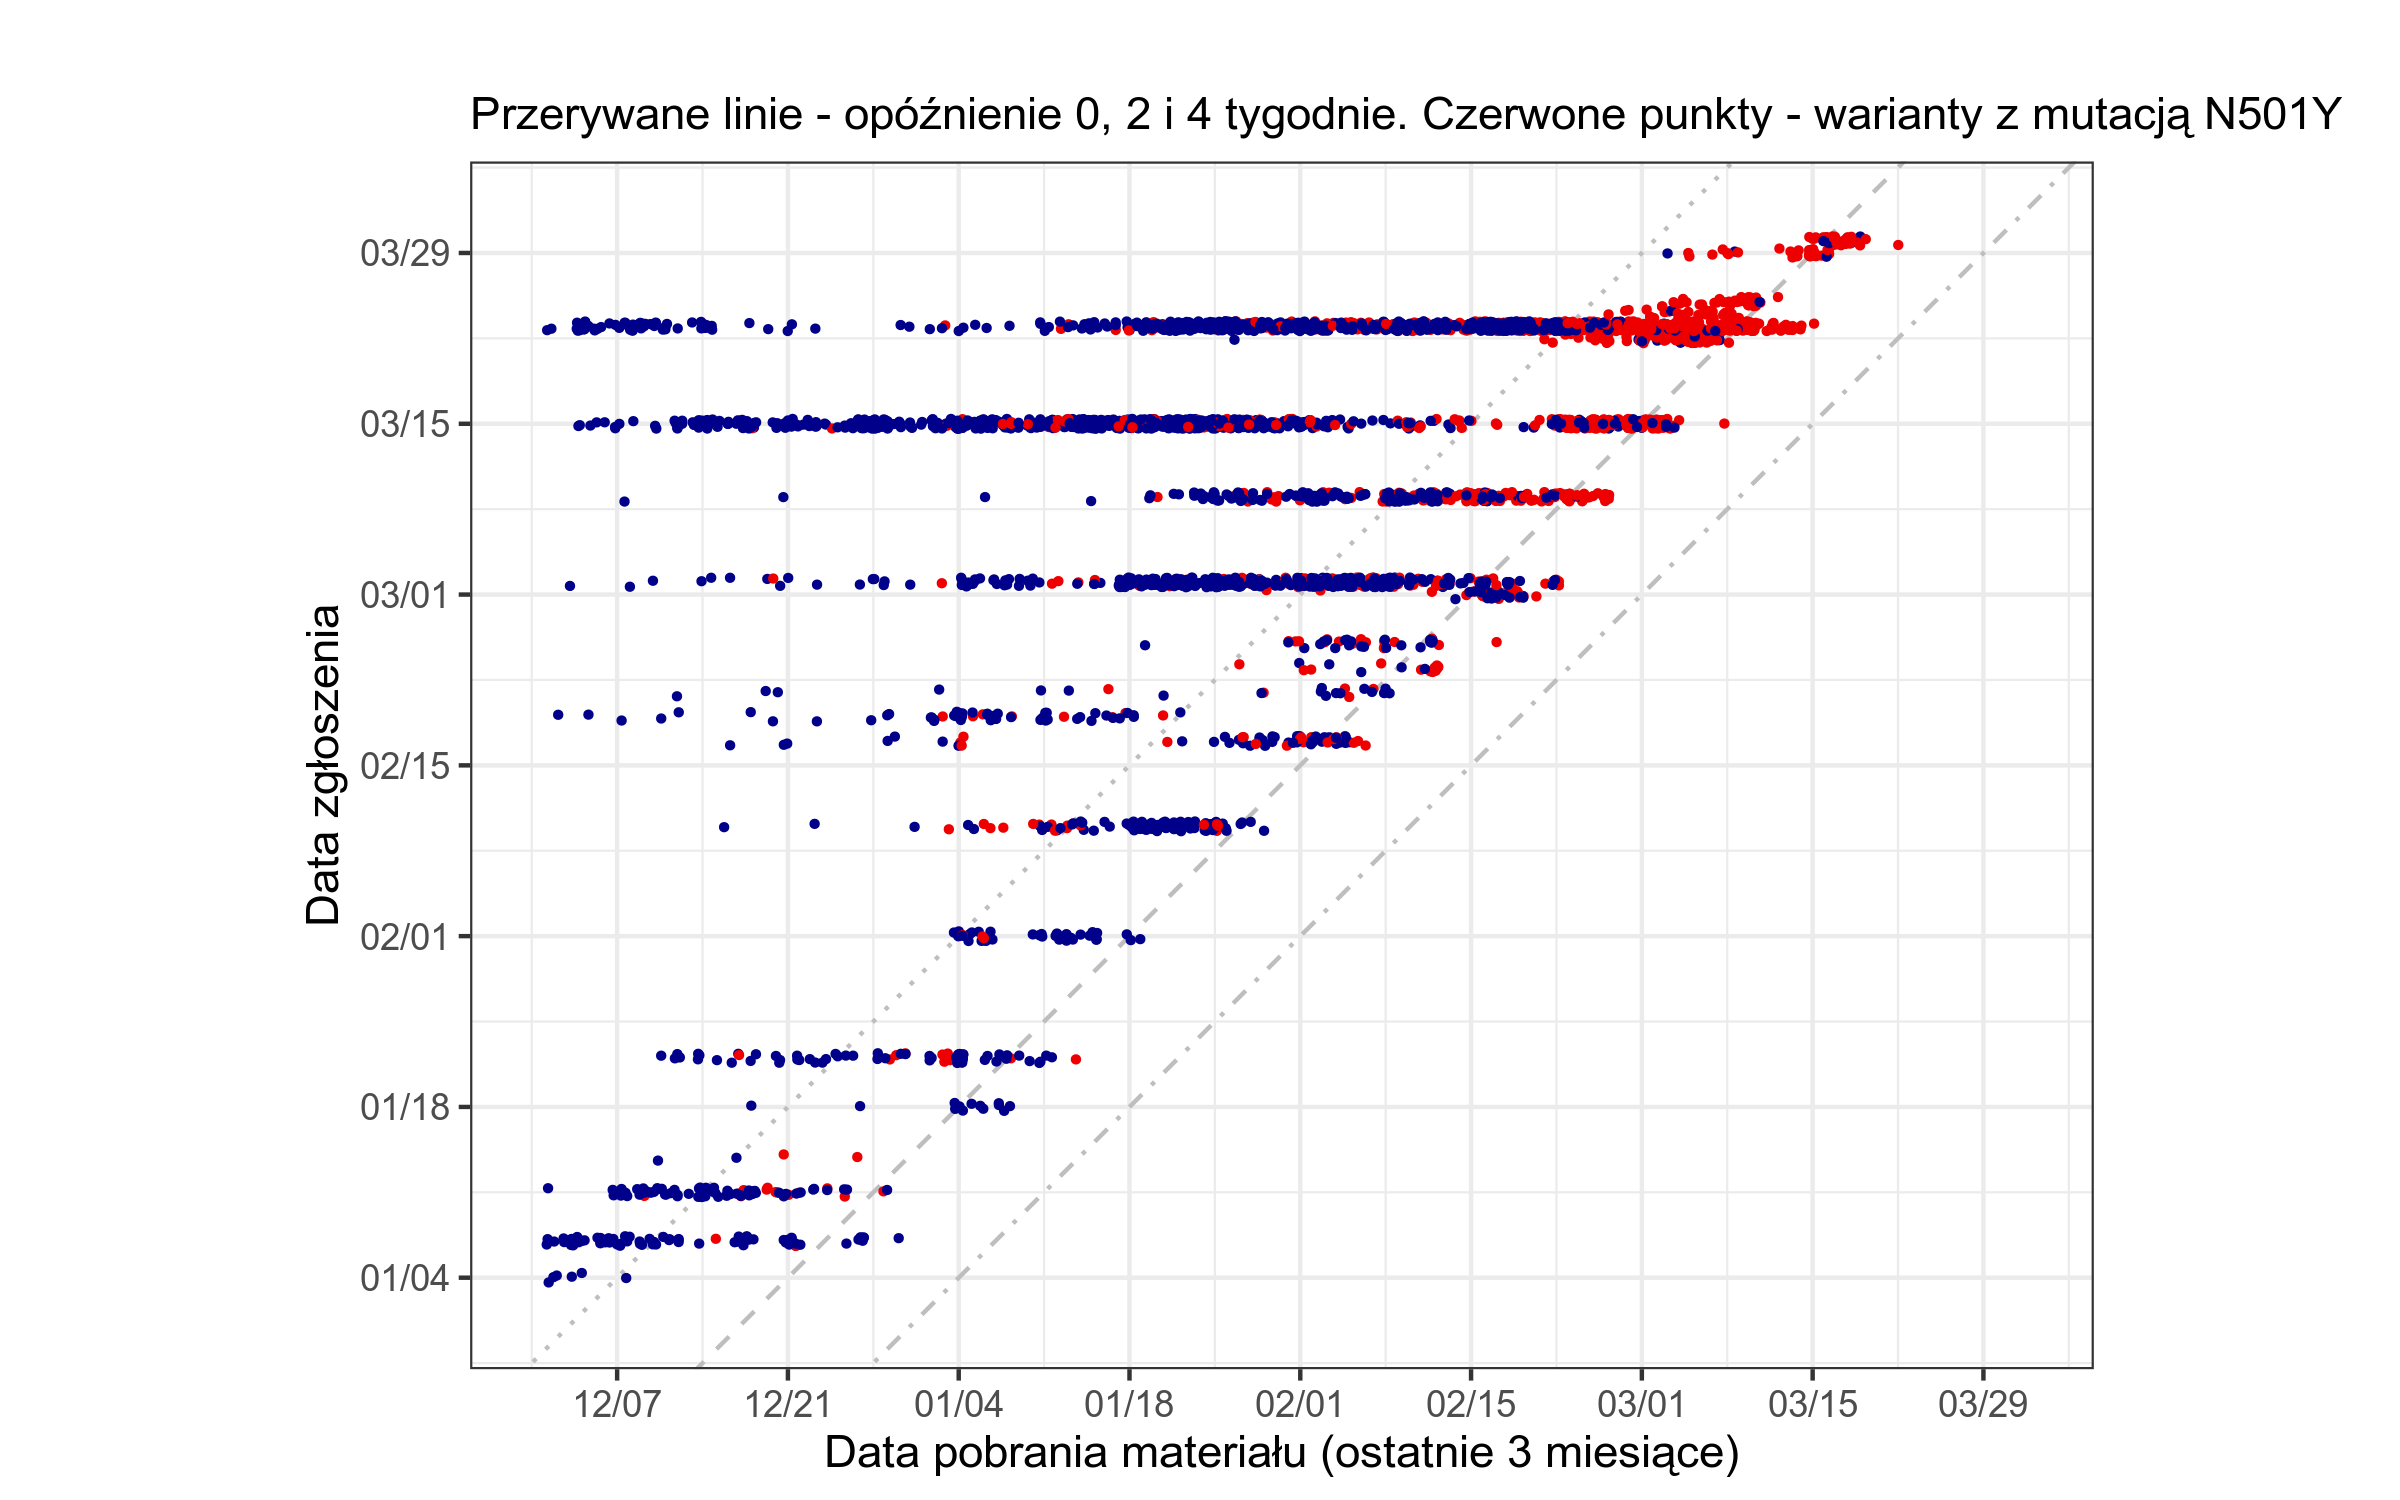 Przerywane linie - opóźnienie 0, 2 i 4 tygodnie. Czerwone punkty - warianty z mutacją N501Y
Data zgłoszenia
03/29
03/15
03/01
02/15
02/01
01/18
01/04
12/07 12/21 01/04 01/18 02/01 02/15 03/01 03/15 03/29
Data pobrania materiału (ostatnie 3 miesiące)